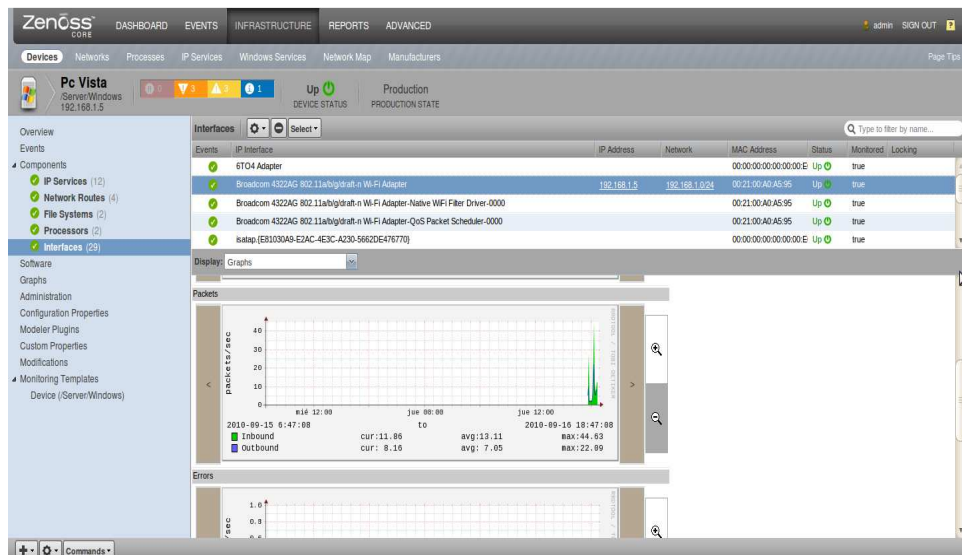 Zenoss CORE DASHBOARD EVENTS INFRASTRUCTURE REPORTS ADVANCED admin SIGN OUT ?
Devices Networks Processes IP Services Windows Services Network Map Manufacturers Page Tips
Pc Vista
/Server/Windows
192.168.1.5
0 3 3 1
Up
DEVICE STATUS
Production
PRODUCTION STATE
Overview
Events
Components
IP Services (12)
Network Routes (4)
File Systems (2)
Processors (2)
Interfaces (29)
Software
Graphs
Administration
Configuration Properties
Modeler Plugins
Custom Properties
Modifications
Monitoring Templates
Device (/Server/Windows)
Interfaces Select Type to filter by name...
Events IP Interface IP Address Network MAC Address Status Monitored Locking
6TO4 Adapter 00:00:00:00:00:00:E Up true
Broadcom 4322AG 802.11a/b/g/draft-n Wi-Fi Adapter 192.168.1.5 192.168.1.0/24 00:21:00:A0:A5:95 Up true
Broadcom 4322AG 802.11a/b/g/draft-n Wi-Fi Adapter-Native WiFi Filter Driver-0000 00:21:00:A0:A5:95 Up true
Broadcom 4322AG 802.11a/b/g/draft-n Wi-Fi Adapter-QoS Packet Scheduler-0000 00:21:00:A0:A5:95 Up true
isatap.{E81030A9-E2AC-4E3C-A230-5662DE476770} 00:00:00:00:00:00:E Up true
Display: Graphs
Packets
packets/sec
40
30
20
10
0
mié 12:00 jue 00:00 jue 12:00
RRDTOOL / TOBI OETIKER
< >
2010-09-15 6:47:08 to 2010-09-16 18:47:08
Inbound cur:11.86 avg:13.11 max:44.63
Outbound cur: 8.16 avg: 7.05 max:22.09
Errors
1.0
0.8
0.6
Commands